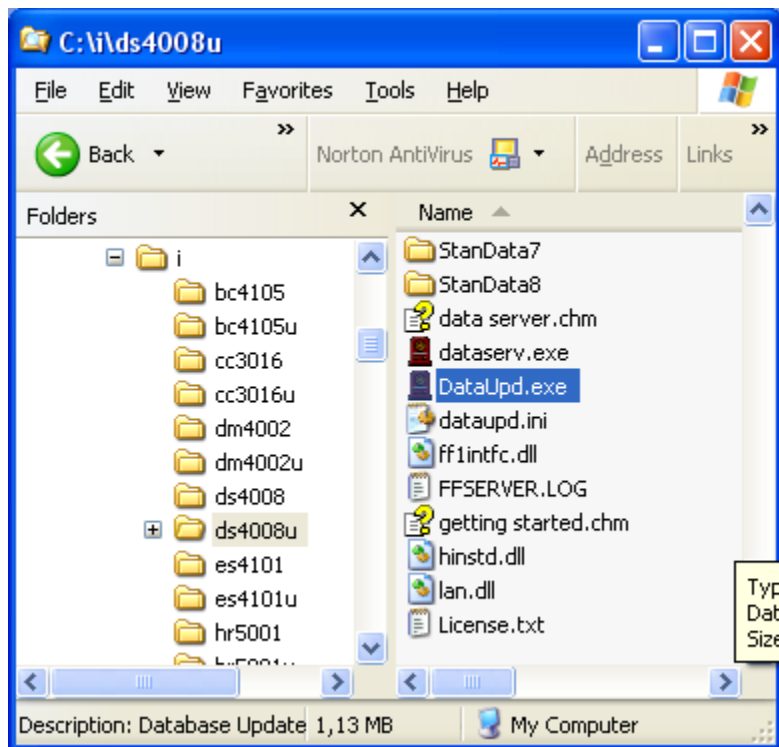 C:\i\ds4008u
File Edit View Favorites Tools Help
Back » Norton AntiVirus Address Links »
Folders x Name
i
bc4105
bc4105u
cc3016
cc3016u
dm4002
dm4002u
ds4008
ds4008u
es4101
es4101u
hr5001
StanData7
StanData8
data server.chm
dataserv.exe
DataUpd.exe
dataupd.ini
ff1intfc.dll
FFSERVER.LOG
getting started.chm
hinstd.dll
lan.dll
License.txt
Typ
Dat
Size
Description: Database Update 1,13 MB My Computer